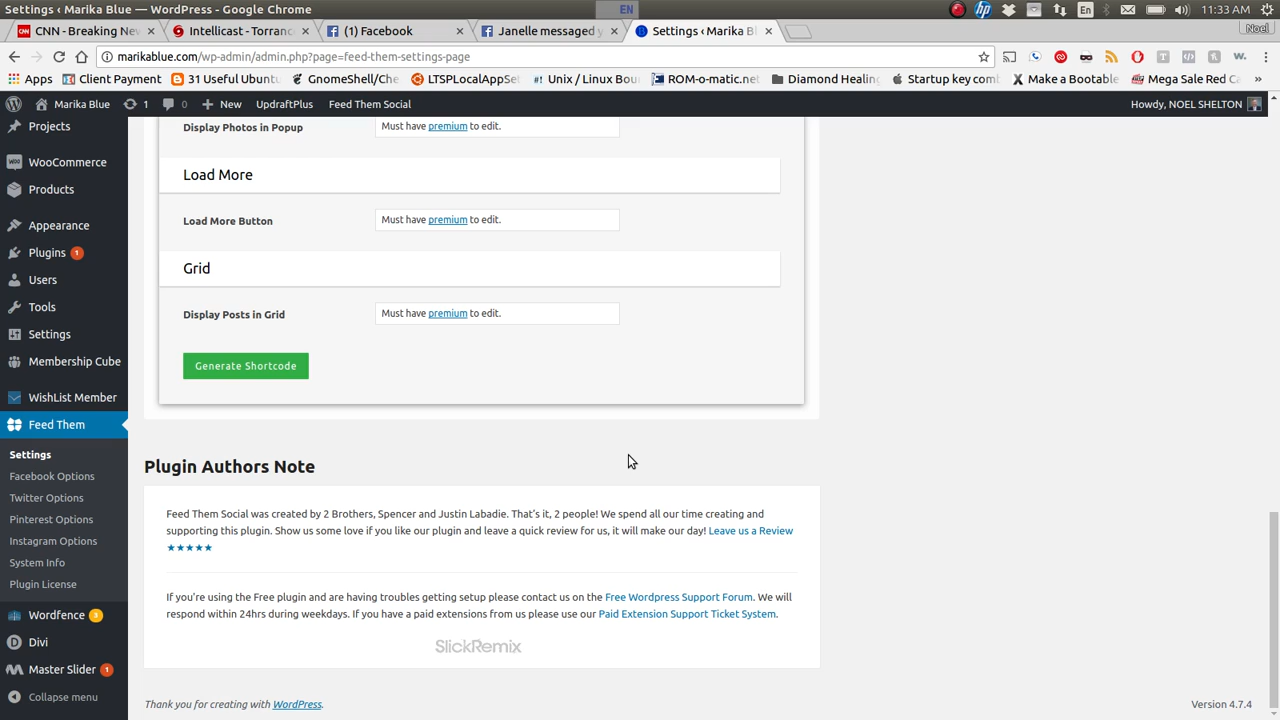 Settings ‹ Marika Blue — WordPress - Google Chrome
EN
hp
En
11:33 AM
CNN - Breaking New
Intellicast - Torranc
(1) Facebook
Janelle messaged y
Settings ‹ Marika Bl
Noel
marikablue.com/wp-admin/admin.php?page=feed-them-settings-page
Apps
Client Payment
31 Useful Ubuntu
GnomeShell/Che
LTSPLocalAppSet
Unix / Linux Bou
ROM-o-matic.net
Diamond Healing
Startup key comb
Make a Bootable
Mega Sale Red Ca
»
Marika Blue
1
0
New
UpdraftPlus
Feed Them Social
Howdy, NOEL SHELTON
Projects
WooCommerce
Products
Appearance
Plugins 1
Users
Tools
Settings
Membership Cube
WishList Member
Feed Them
Settings
Facebook Options
Twitter Options
Pinterest Options
Instagram Options
System Info
Plugin License
Wordfence 3
Divi
Master Slider 1
Collapse menu
Display Photos in Popup
Must have premium to edit.
Load More
Load More Button
Must have premium to edit.
Grid
Display Posts in Grid
Must have premium to edit.
Generate Shortcode
Plugin Authors Note
Feed Them Social was created by 2 Brothers, Spencer and Justin Labadie. That's it, 2 people! We spend all our time creating and
supporting this plugin. Show us some love if you like our plugin and leave a quick review for us, it will make our day! Leave us a Review
★★★★★
If you're using the Free plugin and are having troubles getting setup please contact us on the Free Wordpress Support Forum. We will
respond within 24hrs during weekdays. If you have a paid extensions from us please use our Paid Extension Support Ticket System.
SlickRemix
Thank you for creating with WordPress.
Version 4.7.4